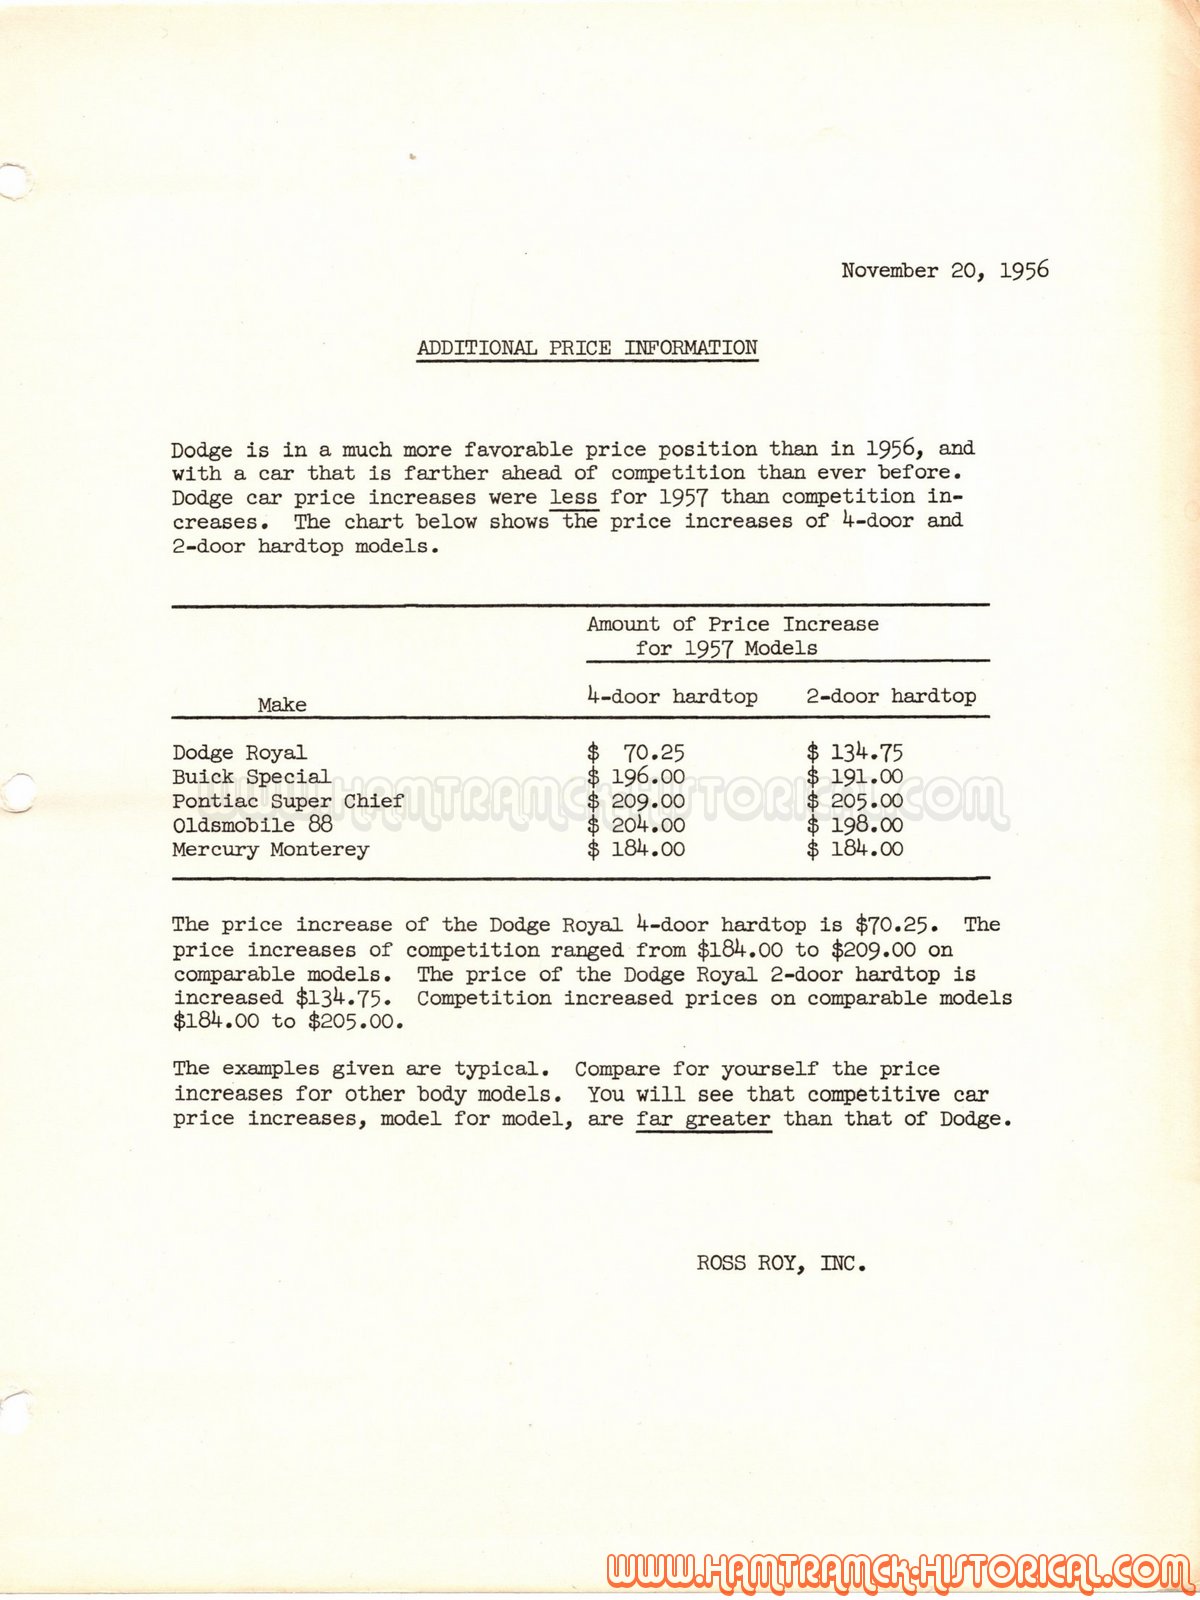 November 20, 1956
ADDITIONAL PRICE INFORMATION
Dodge is in a much more favorable price position than in 1956, and
with a car that is farther ahead of competition than ever before.
Dodge car price increases were less for 1957 than competition in-
creases. The chart below shows the price increases of 4-door and
2-door hardtop models.
Amount of Price Increase
for 1957 Models
Make 4-door hardtop 2-door hardtop
Dodge Royal $ 70.25 $ 134.75
Buick Special $ 196.00 $ 191.00
www.Hamtramck-Historical.com
Pontiac Super Chief $ 209.00 $ 205.00
Oldsmobile 88 $ 204.00 $ 198.00
Mercury Monterey $ 184.00 $ 184.00
The price increase of the Dodge Royal 4-door hardtop is $70.25. The
price increases of competition ranged from $184.00 to $209.00 on
comparable models. The price of the Dodge Royal 2-door hardtop is
increased $134.75. Competition increased prices on comparable models
$184.00 to $205.00.
The examples given are typical. Compare for yourself the price
increases for other body models. You will see that competitive car
price increases, model for model, are far greater than that of Dodge.
ROSS ROY, INC.
www.Hamtramck-Historical.com